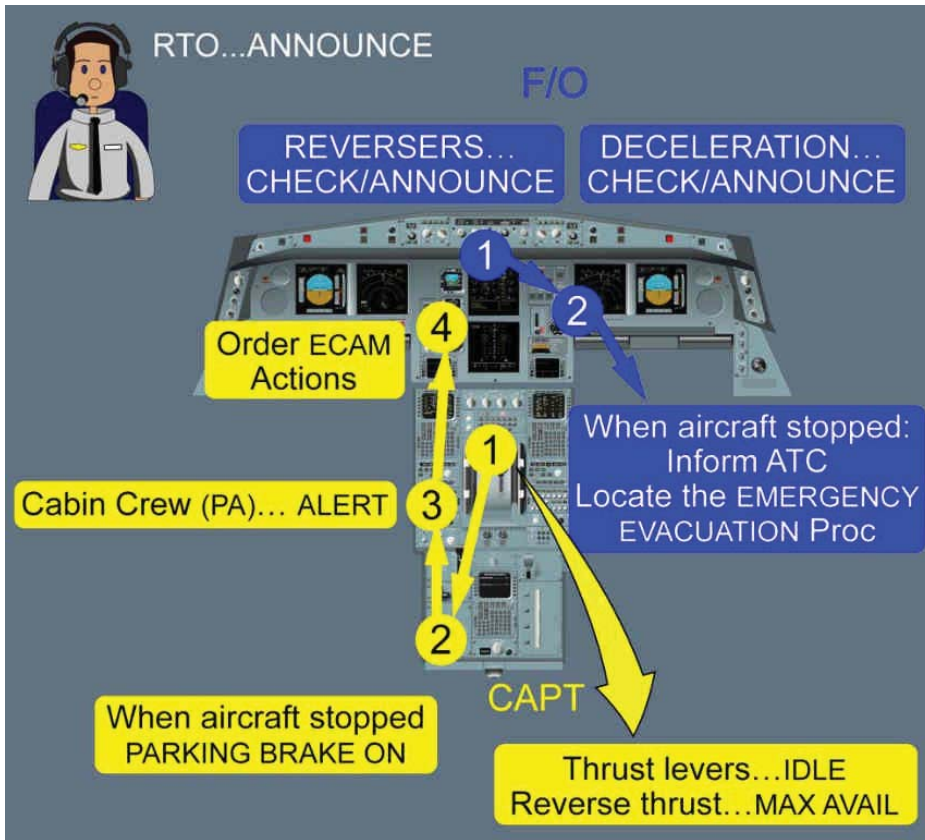 RTO...ANNOUNCE
F/O
REVERSERS...
CHECK/ANNOUNCE
DECELERATION...
CHECK/ANNOUNCE
1
2
4
Order ECAM
Actions
When aircraft stopped:
Inform ATC
Locate the EMERGENCY
EVACUATION Proc
1
Cabin Crew (PA)... ALERT
3
2
CAPT
When aircraft stopped
PARKING BRAKE ON
Thrust levers...IDLE
Reverse thrust...MAX AVAIL